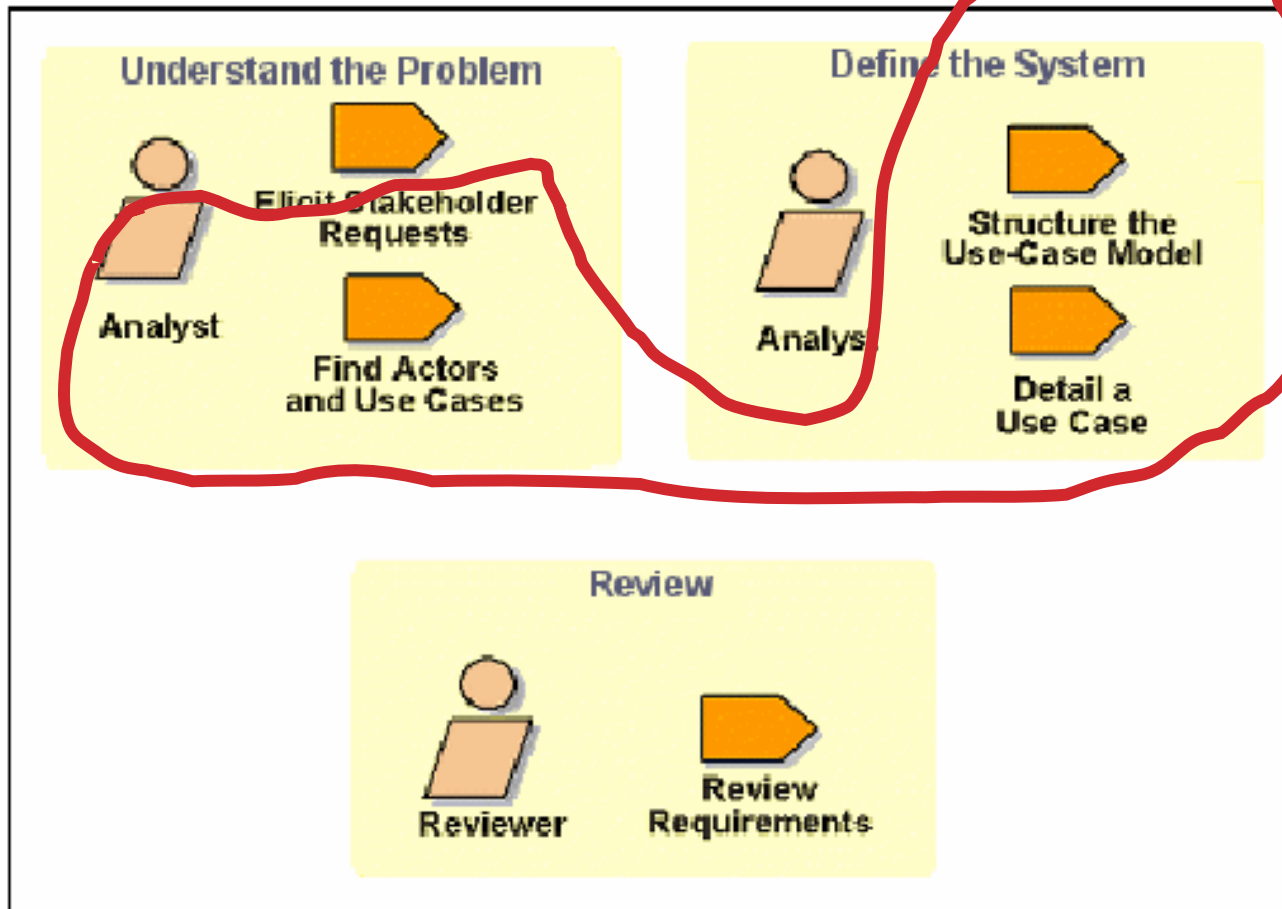 Understand the Problem
Elicit Stakeholder
Requests
Analyst
Find Actors
and Use Cases
Define the System
Structure the
Use-Case Model
Analyst
Detail a
Use Case
Review
Reviewer
Review
Requirements